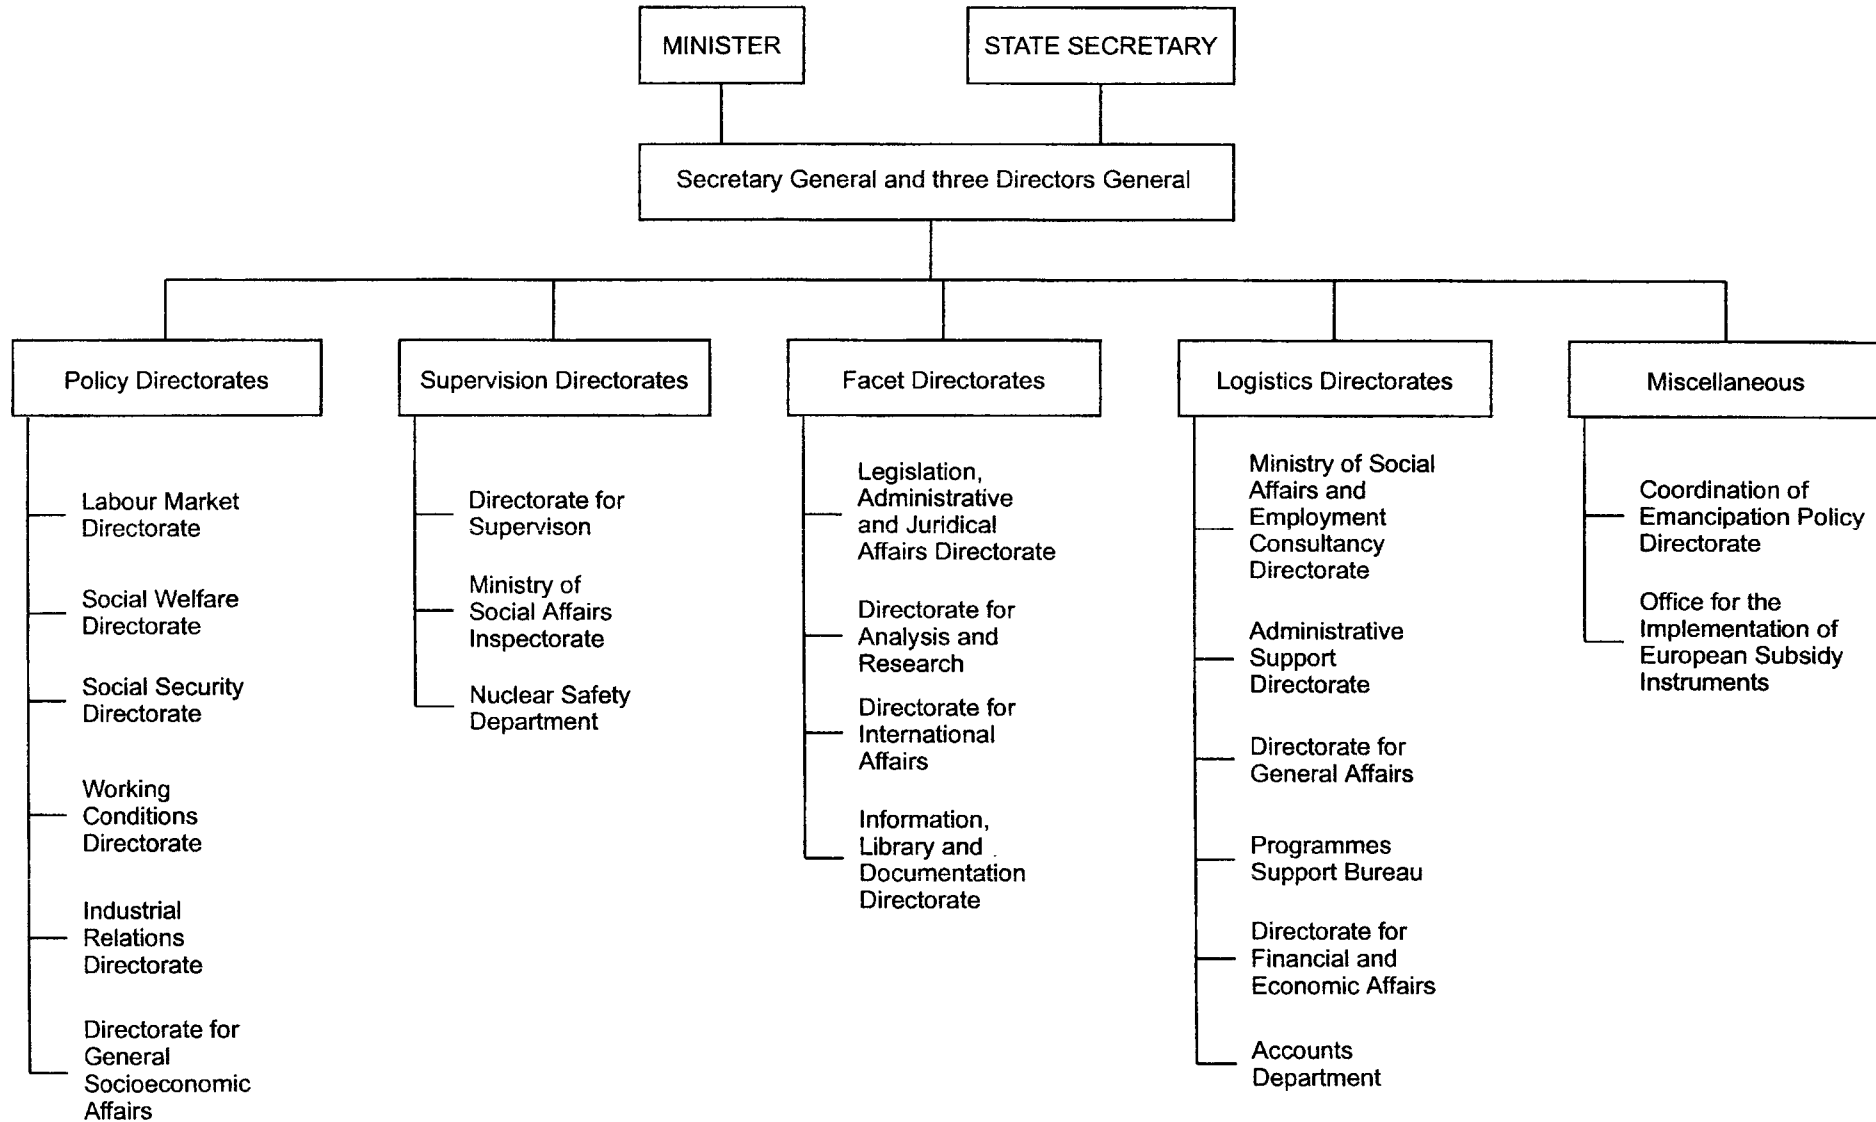 MINISTER
STATE SECRETARY
Secretary General and three Directors General
Policy Directorates
Supervision Directorates
Facet Directorates
Logistics Directorates
Miscellaneous
Labour Market
Directorate
Social Welfare
Directorate
Social Security
Directorate
Working
Conditions
Directorate
Industrial
Relations
Directorate
Directorate for
General
Socioeconomic
Affairs
Directorate for
Supervison
Ministry of
Social Affairs
Inspectorate
Nuclear Safety
Department
Legislation,
Administrative
and Juridical
Affairs Directorate
Directorate for
Analysis and
Research
Directorate for
International
Affairs
Information,
Library and
Documentation
Directorate
Ministry of Social
Affairs and
Employment
Consultancy
Directorate
Administrative
Support
Directorate
Directorate for
General Affairs
Programmes
Support Bureau
Directorate for
Financial and
Economic Affairs
Accounts
Department
Coordination of
Emancipation Policy
Directorate
Office for the
Implementation of
European Subsidy
Instruments